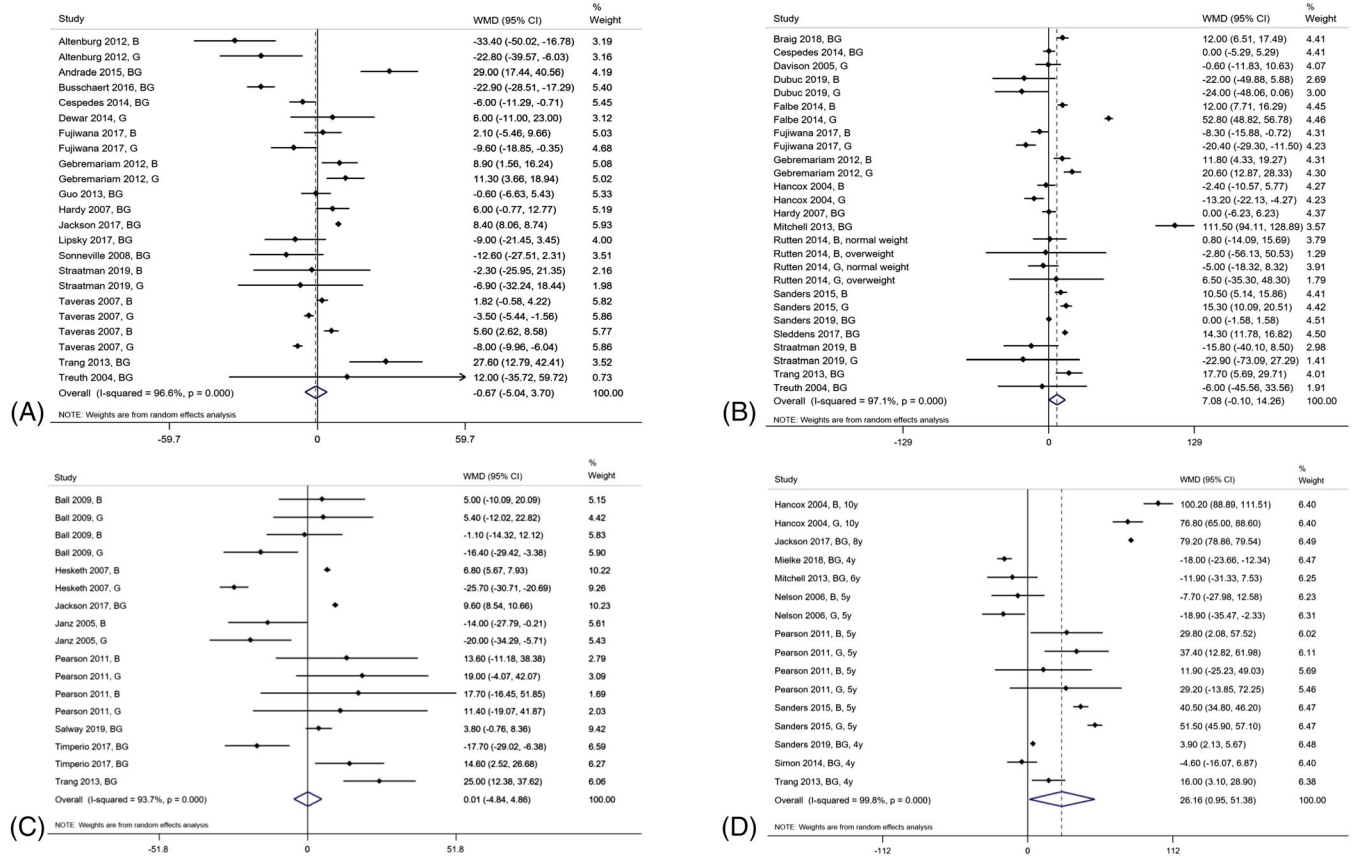 Study WMD (95% CI) % Weight
Altenburg 2012, B -33.40 (-50.02, -16.78) 3.19
Altenburg 2012, G -22.80 (-39.57, -6.03) 3.16
Andrade 2015, BG 29.00 (17.44, 40.56) 4.19
Busschaert 2016, BG -22.90 (-28.51, -17.29) 5.40
Cespedes 2014, BG -6.00 (-11.29, -0.71) 5.45
Dewar 2014, G 6.00 (-11.00, 23.00) 3.12
Fujiwana 2017, B 2.10 (-5.46, 9.66) 5.03
Fujiwana 2017, G -9.60 (-18.85, -0.35) 4.68
Gebremariam 2012, B 8.90 (1.56, 16.24) 5.08
Gebremariam 2012, G 11.30 (3.66, 18.94) 5.02
Guo 2013, BG -0.60 (-6.63, 5.43) 5.33
Hardy 2007, BG 6.00 (-0.77, 12.77) 5.19
Jackson 2017, BG 8.40 (8.06, 8.74) 5.93
Lipsky 2017, BG -9.00 (-21.45, 3.45) 4.00
Sonneville 2008, BG -12.60 (-27.51, 2.31) 3.51
Straatman 2019, B -2.30 (-25.95, 21.35) 2.16
Straatman 2019, G -6.90 (-32.24, 18.44) 1.98
Taveras 2007, B 1.82 (-0.58, 4.22) 5.82
Taveras 2007, G -3.50 (-5.44, -1.56) 5.86
Taveras 2007, B 5.60 (2.62, 8.58) 5.77
Taveras 2007, G -8.00 (-9.96, -6.04) 5.86
Trang 2013, BG 27.60 (12.79, 42.41) 3.52
Treuth 2004, BG 12.00 (-35.72, 59.72) 0.73
Overall (I-squared = 96.6%, p = 0.000) -0.67 (-5.04, 3.70) 100.00
NOTE: Weights are from random effects analysis
(A)
-59.7 0 59.7
Study WMD (95% CI) % Weight
Braig 2018, BG 12.00 (6.51, 17.49) 4.41
Cespedes 2014, BG 0.00 (-5.29, 5.29) 4.41
Davison 2005, G -0.60 (-11.83, 10.63) 4.07
Dubuc 2019, B -22.00 (-49.88, 5.88) 2.69
Dubuc 2019, G -24.00 (-48.06, 0.06) 3.00
Falbe 2014, B 12.00 (7.71, 16.29) 4.45
Falbe 2014, G 52.80 (48.82, 56.78) 4.46
Fujiwana 2017, B -8.30 (-15.88, -0.72) 4.31
Fujiwana 2017, G -20.40 (-29.30, -11.50) 4.23
Gebremariam 2012, B 11.80 (4.33, 19.27) 4.31
Gebremariam 2012, G 20.60 (12.87, 28.33) 4.30
Hancox 2004, B -2.40 (-10.57, 5.77) 4.27
Hancox 2004, G -13.20 (-22.13, -4.27) 4.23
Hardy 2007, BG 0.00 (-6.23, 6.23) 4.37
Mitchell 2013, BG 111.50 (94.11, 128.89) 3.57
Rutten 2014, B, normal weight 0.80 (-14.09, 15.69) 3.79
Rutten 2014, B, overweight -2.80 (-56.13, 50.53) 1.29
Rutten 2014, G, normal weight -5.00 (-18.32, 8.32) 3.91
Rutten 2014, G, overweight 6.50 (-35.30, 48.30) 1.79
Sanders 2015, B 10.50 (5.14, 15.86) 4.41
Sanders 2015, G 15.30 (10.09, 20.51) 4.42
Sanders 2019, BG 0.00 (-1.58, 1.58) 4.51
Sleddens 2017, BG 14.30 (11.78, 16.82) 4.50
Straatman 2019, B -15.80 (-40.10, 8.50) 2.98
Straatman 2019, G -22.90 (-73.09, 27.29) 1.41
Trang 2013, BG 17.70 (5.69, 29.71) 4.01
Treuth 2004, BG -6.00 (-45.56, 33.56) 1.91
Overall (I-squared = 97.1%, p = 0.000) 7.08 (-0.10, 14.26) 100.00
NOTE: Weights are from random effects analysis
(B)
-129 0 129
Study WMD (95% CI) % Weight
Ball 2009, B 5.00 (-10.09, 20.09) 5.15
Ball 2009, G 5.40 (-12.02, 22.82) 4.42
Ball 2009, B -1.10 (-14.32, 12.12) 5.83
Ball 2009, G -16.40 (-29.42, -3.38) 5.90
Hesketh 2007, B 6.80 (5.67, 7.93) 10.22
Hesketh 2007, G -25.70 (-30.71, -20.69) 9.26
Jackson 2017, BG 9.60 (8.54, 10.66) 10.23
Janz 2005, B -14.00 (-27.79, -0.21) 5.61
Janz 2005, G -20.00 (-34.29, -5.71) 5.43
Pearson 2011, B 13.60 (-11.18, 38.38) 2.79
Pearson 2011, G 19.00 (-4.07, 42.07) 3.09
Pearson 2011, B 17.70 (-16.45, 51.85) 1.69
Pearson 2011, G 11.40 (-19.07, 41.87) 2.03
Salway 2019, BG 3.80 (-0.76, 8.36) 9.42
Timperio 2017, BG -17.70 (-29.02, -6.38) 6.59
Timperio 2017, BG 14.60 (2.52, 26.68) 6.27
Trang 2013, BG 25.00 (12.38, 37.62) 6.06
Overall (I-squared = 93.7%, p = 0.000) 0.01 (-4.84, 4.86) 100.00
NOTE: Weights are from random effects analysis
(C)
-51.8 0 51.8
Study WMD (95% CI) % Weight
Hancox 2004, B, 10y 100.20 (88.89, 111.51) 6.40
Hancox 2004, G, 10y 76.80 (65.00, 88.60) 6.40
Jackson 2017, BG, 8y 79.20 (78.86, 79.54) 6.49
Mielke 2018, BG, 4y -18.00 (-23.66, -12.34) 6.47
Mitchell 2013, BG, 6y -11.90 (-31.33, 7.53) 6.25
Nelson 2006, B, 5y -7.70 (-27.98, 12.58) 6.23
Nelson 2006, G, 5y -18.90 (-35.47, -2.33) 6.31
Pearson 2011, B, 5y 29.80 (2.08, 57.52) 6.02
Pearson 2011, G, 5y 37.40 (12.82, 61.98) 6.11
Pearson 2011, B, 5y 11.90 (-25.23, 49.03) 5.69
Pearson 2011, G, 5y 29.20 (-13.85, 72.25) 5.46
Sanders 2015, B, 5y 40.50 (34.80, 46.20) 6.47
Sanders 2015, G, 5y 51.50 (45.90, 57.10) 6.47
Sanders 2019, BG, 4y 3.90 (2.13, 5.67) 6.48
Simon 2014, BG, 4y -4.60 (-16.07, 6.87) 6.40
Trang 2013, BG, 4y 16.00 (3.10, 28.90) 6.38
Overall (I-squared = 99.8%, p = 0.000) 26.16 (0.95, 51.38) 100.00
NOTE: Weights are from random effects analysis
(D)
-112 0 112